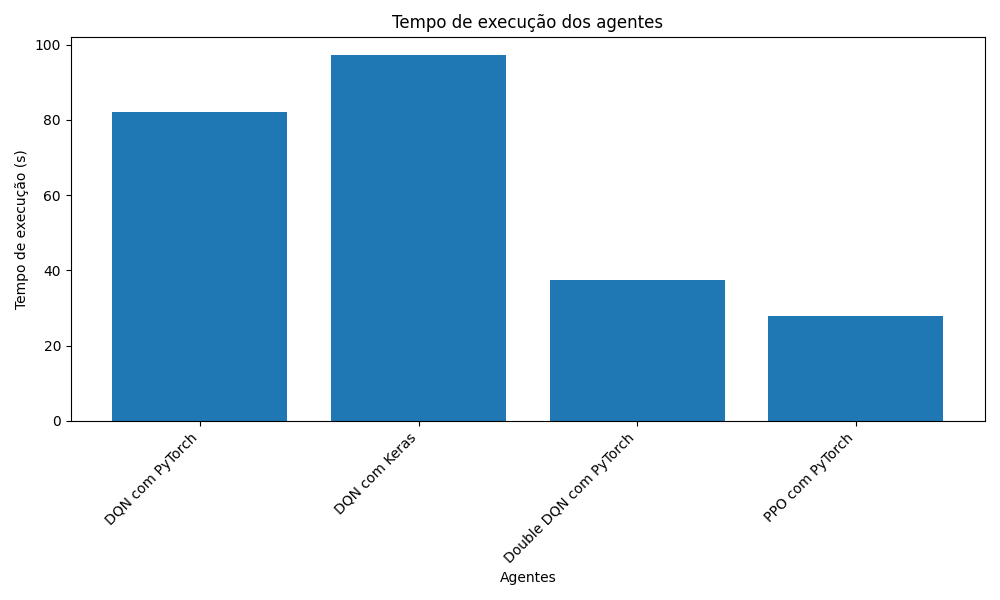 Tempo de execução dos agentes
Tempo de execução (s)
100
80
60
40
20
0
DQN com PyTorch
DQN com Keras
Double DQN com PyTorch
PPO com PyTorch
Agentes